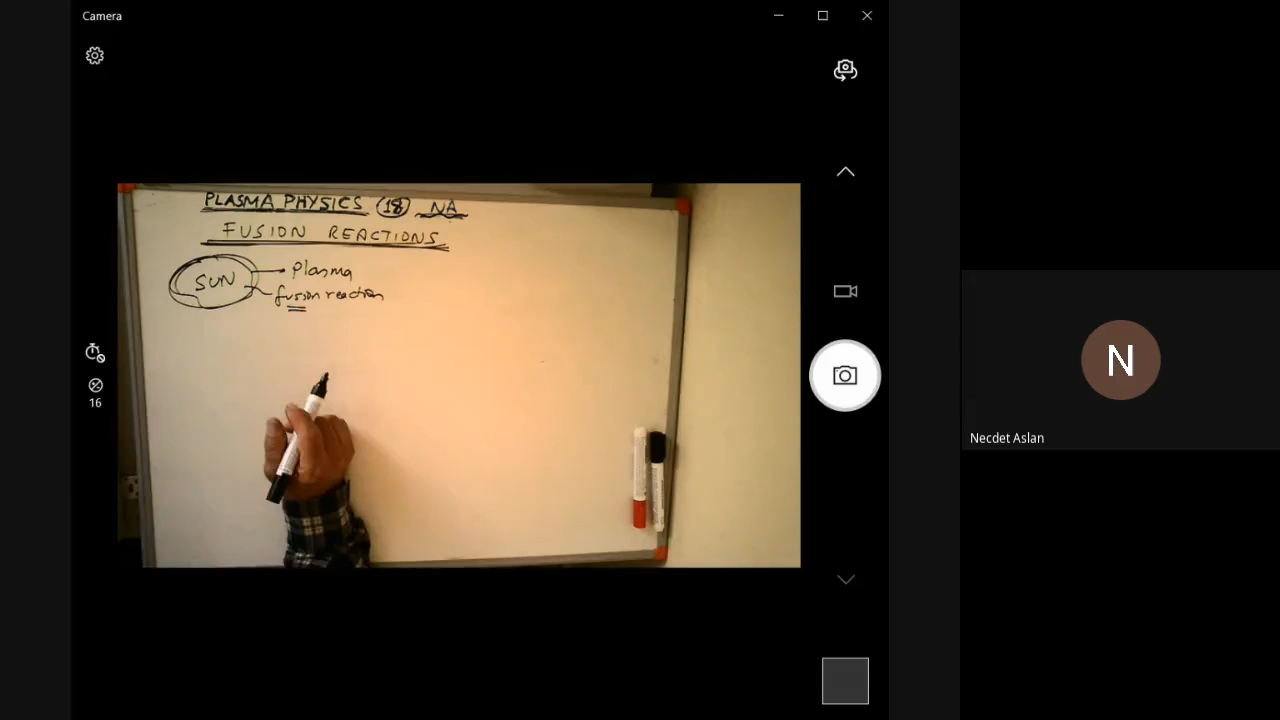 Camera
PLASMA PHYSICS 18 NA
FUSION REACTIONS
SUN
Plasma
fusion reaction
16
N
Necdet Aslan